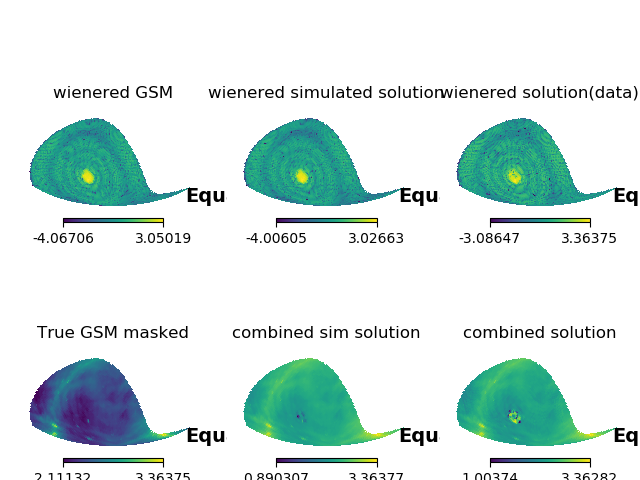 wienered GSM wienered simulated solution wienered solution(data)
Equ Equ Eq
-4.06706 3.05019 -4.00605 3.02663 -3.08647 3.36375
True GSM masked combined sim solution combined solution
Equ Equ Eq
2.11132 3.36375 0.890307 3.36377 1.00374 3.36282